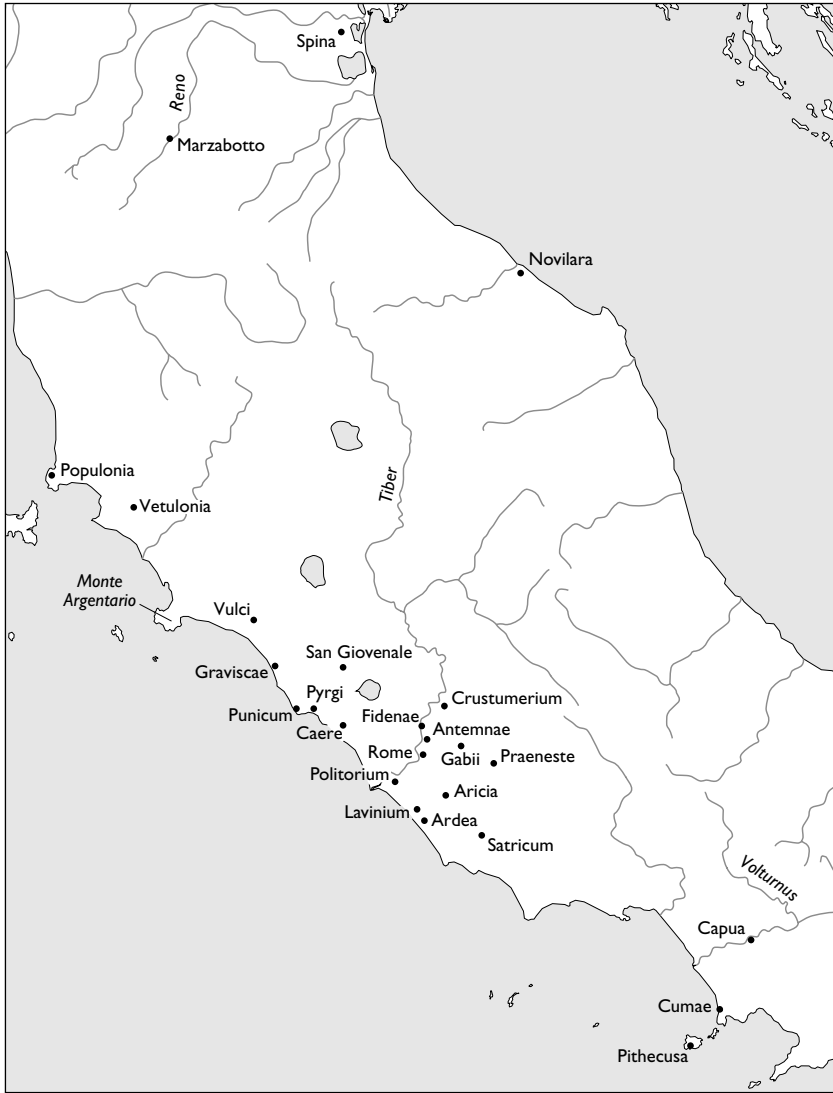 Spina
Reno
Marzabotto
Novilara
Populonia
Vetulonia
Tiber
Monte
Argentario
Vulci
San Giovenale
Graviscae
Pyrgi
Punicum
Crustumerium
Fidenae
Caere
Antemnae
Rome
Gabii
Praeneste
Politorium
Aricia
Lavinium
Ardea
Satricum
Volturnus
Capua
Cumae
Pithecusa